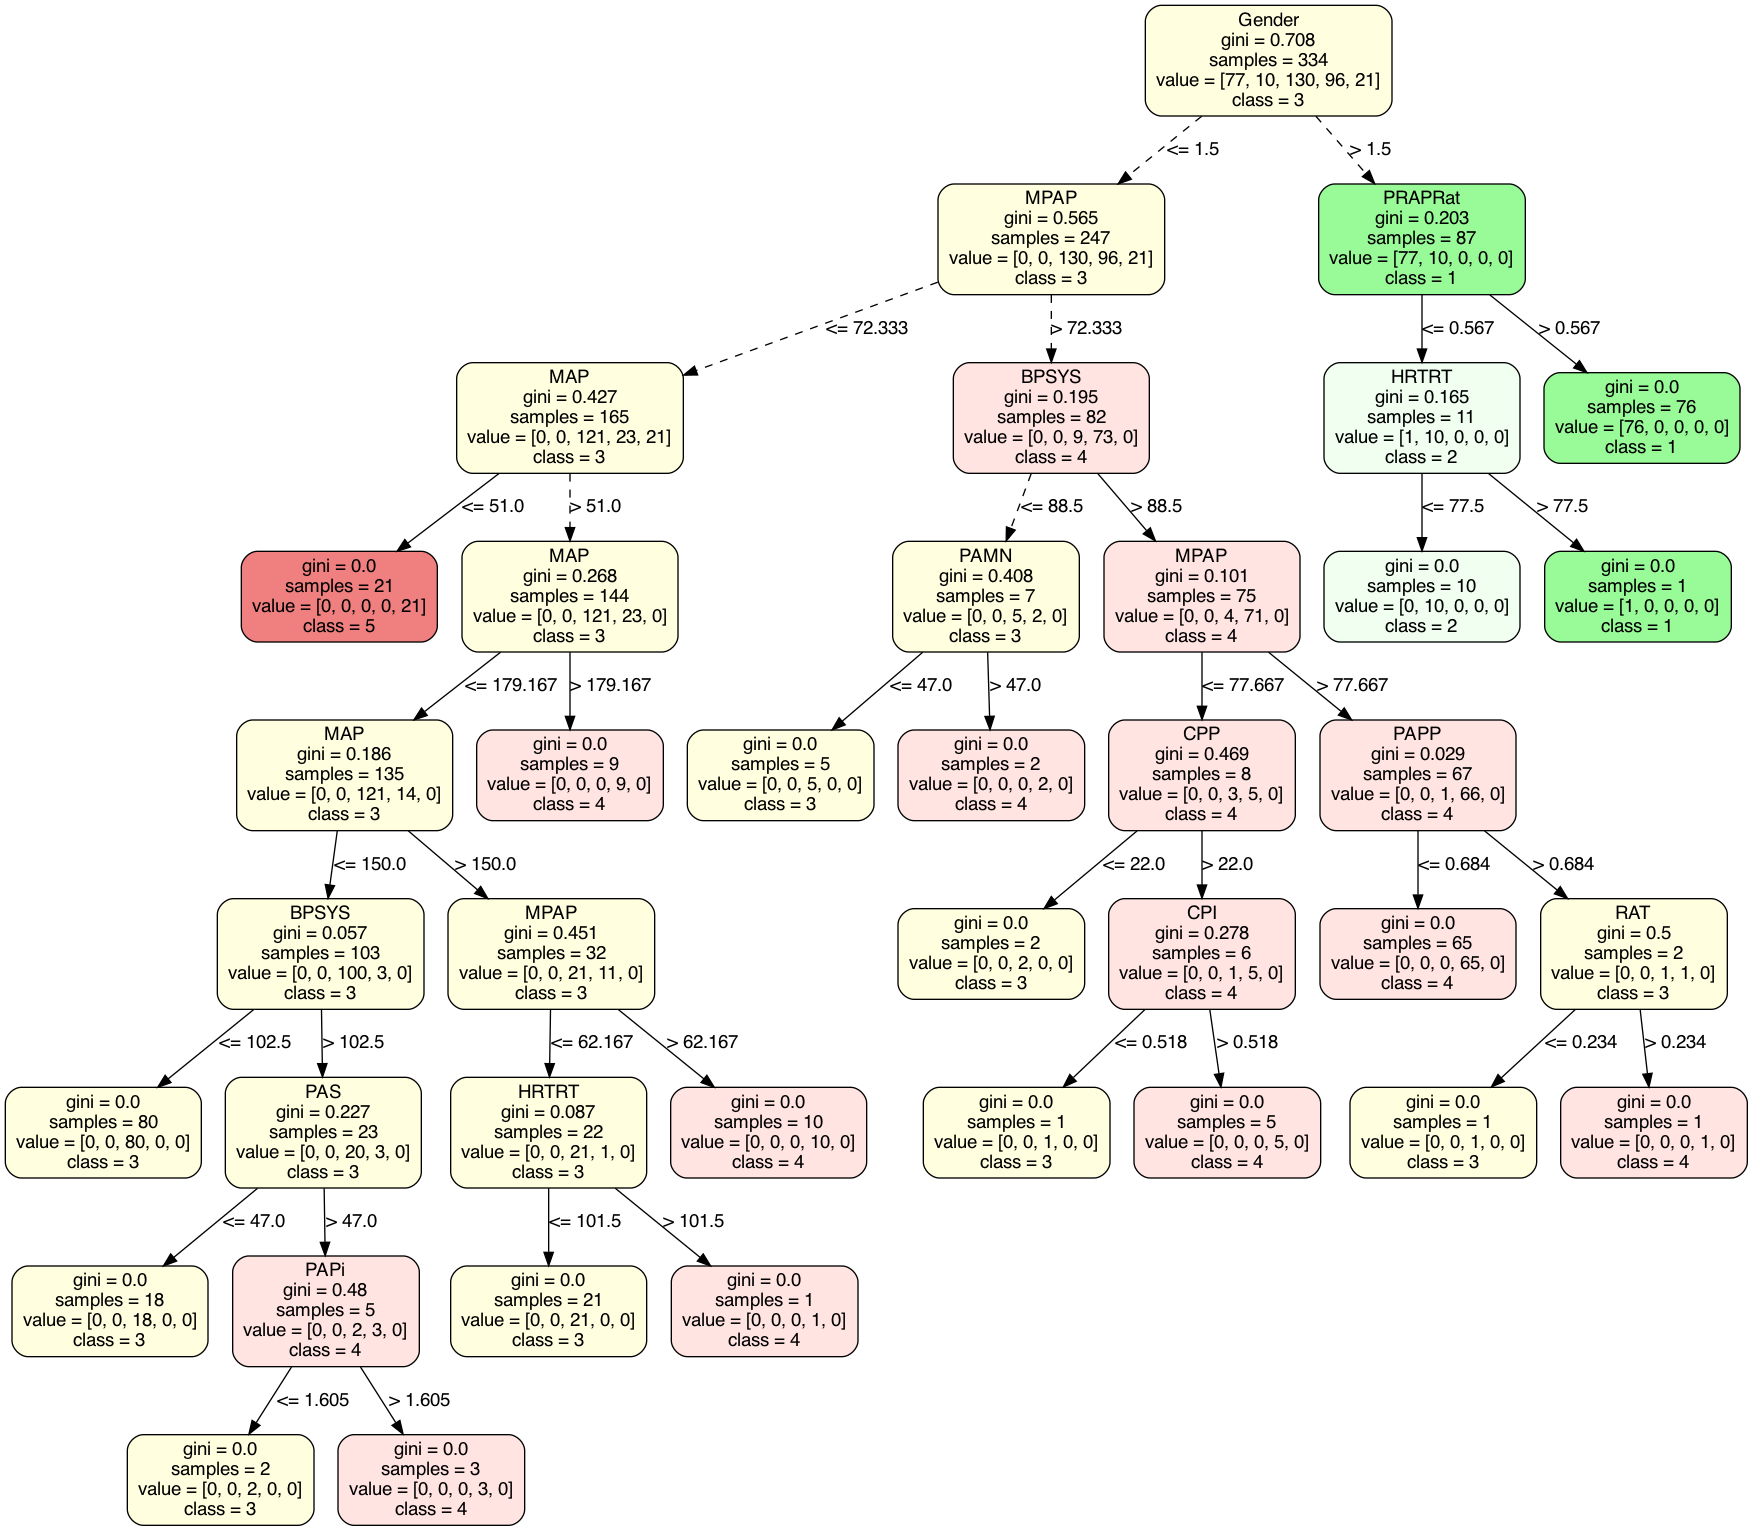 Gender
gini = 0.708
samples = 334
value = [77, 10, 130, 96, 21]
class = 3
<= 1.5
> 1.5
MPAP
gini = 0.565
samples = 247
value = [0, 0, 130, 96, 21]
class = 3
PRAPRat
gini = 0.203
samples = 87
value = [77, 10, 0, 0, 0]
class = 1
<= 72.333
> 72.333
<= 0.567
> 0.567
MAP
gini = 0.427
samples = 165
value = [0, 0, 121, 23, 21]
class = 3
BPSYS
gini = 0.195
samples = 82
value = [0, 0, 9, 73, 0]
class = 4
HRTRT
gini = 0.165
samples = 11
value = [1, 10, 0, 0, 0]
class = 2
gini = 0.0
samples = 76
value = [76, 0, 0, 0, 0]
class = 1
<= 51.0
> 51.0
<= 88.5
> 88.5
<= 77.5
> 77.5
gini = 0.0
samples = 21
value = [0, 0, 0, 0, 21]
class = 5
MAP
gini = 0.268
samples = 144
value = [0, 0, 121, 23, 0]
class = 3
PAMN
gini = 0.408
samples = 7
value = [0, 0, 5, 2, 0]
class = 3
MPAP
gini = 0.101
samples = 75
value = [0, 0, 4, 71, 0]
class = 4
gini = 0.0
samples = 10
value = [0, 10, 0, 0, 0]
class = 2
gini = 0.0
samples = 1
value = [1, 0, 0, 0, 0]
class = 1
<= 179.167
> 179.167
<= 47.0
> 47.0
<= 77.667
> 77.667
MAP
gini = 0.186
samples = 135
value = [0, 0, 121, 14, 0]
class = 3
gini = 0.0
samples = 9
value = [0, 0, 0, 9, 0]
class = 4
gini = 0.0
samples = 5
value = [0, 0, 5, 0, 0]
class = 3
gini = 0.0
samples = 2
value = [0, 0, 0, 2, 0]
class = 4
CPP
gini = 0.469
samples = 8
value = [0, 0, 3, 5, 0]
class = 4
PAPP
gini = 0.029
samples = 67
value = [0, 0, 1, 66, 0]
class = 4
<= 150.0
> 150.0
<= 22.0
> 22.0
<= 0.684
> 0.684
BPSYS
gini = 0.057
samples = 103
value = [0, 0, 100, 3, 0]
class = 3
MPAP
gini = 0.451
samples = 32
value = [0, 0, 21, 11, 0]
class = 3
gini = 0.0
samples = 2
value = [0, 0, 2, 0, 0]
class = 3
CPI
gini = 0.278
samples = 6
value = [0, 0, 1, 5, 0]
class = 4
gini = 0.0
samples = 65
value = [0, 0, 0, 65, 0]
class = 4
RAT
gini = 0.5
samples = 2
value = [0, 0, 1, 1, 0]
class = 3
<= 102.5
> 102.5
<= 62.167
> 62.167
<= 0.518
> 0.518
<= 0.234
> 0.234
gini = 0.0
samples = 80
value = [0, 0, 80, 0, 0]
class = 3
PAS
gini = 0.227
samples = 23
value = [0, 0, 20, 3, 0]
class = 3
HRTRT
gini = 0.087
samples = 22
value = [0, 0, 21, 1, 0]
class = 3
gini = 0.0
samples = 10
value = [0, 0, 0, 10, 0]
class = 4
gini = 0.0
samples = 1
value = [0, 0, 1, 0, 0]
class = 3
gini = 0.0
samples = 5
value = [0, 0, 0, 5, 0]
class = 4
gini = 0.0
samples = 1
value = [0, 0, 1, 0, 0]
class = 3
gini = 0.0
samples = 1
value = [0, 0, 0, 1, 0]
class = 4
<= 47.0
> 47.0
<= 101.5
> 101.5
gini = 0.0
samples = 18
value = [0, 0, 18, 0, 0]
class = 3
PAPi
gini = 0.48
samples = 5
value = [0, 0, 2, 3, 0]
class = 4
gini = 0.0
samples = 21
value = [0, 0, 21, 0, 0]
class = 3
gini = 0.0
samples = 1
value = [0, 0, 0, 1, 0]
class = 4
<= 1.605
> 1.605
gini = 0.0
samples = 2
value = [0, 0, 2, 0, 0]
class = 3
gini = 0.0
samples = 3
value = [0, 0, 0, 3, 0]
class = 4